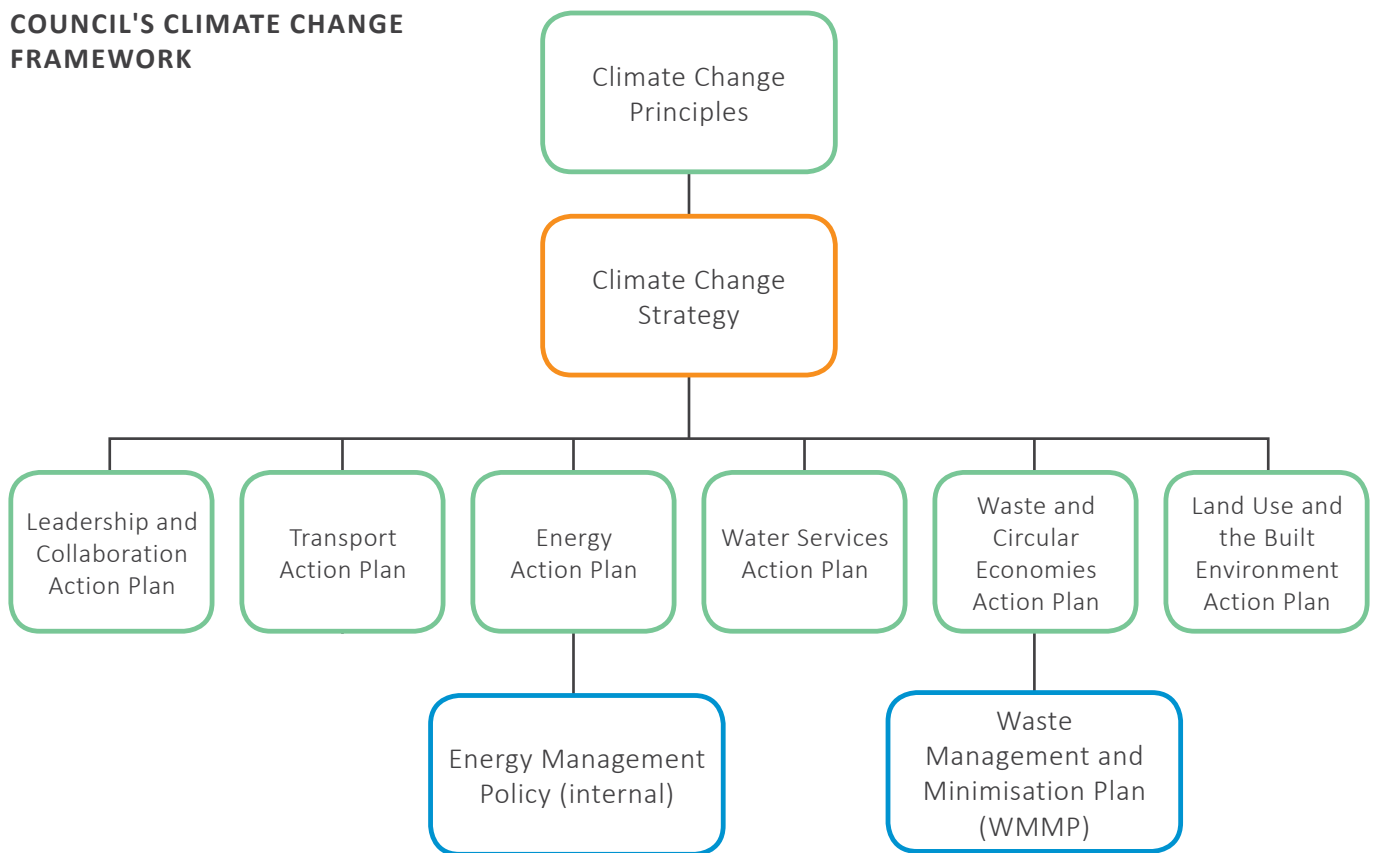 COUNCIL'S CLIMATE CHANGE
FRAMEWORK
Climate Change
Principles
Climate Change
Strategy
Leadership and
Collaboration
Action Plan
Transport
Action Plan
Energy
Action Plan
Water Services
Action Plan
Waste and
Circular
Economies
Action Plan
Land Use and
the Built
Environment
Action Plan
Energy Management
Policy (internal)
Waste
Management and
Minimisation Plan
(WMMP)